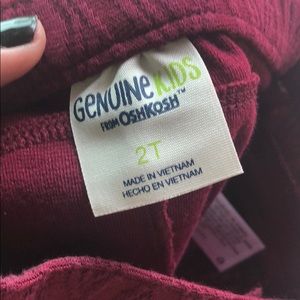 GENUINE KIDS
FROM OSHKOSH
2T
MADE IN VIETNAM
HECHO EN VIETNAM